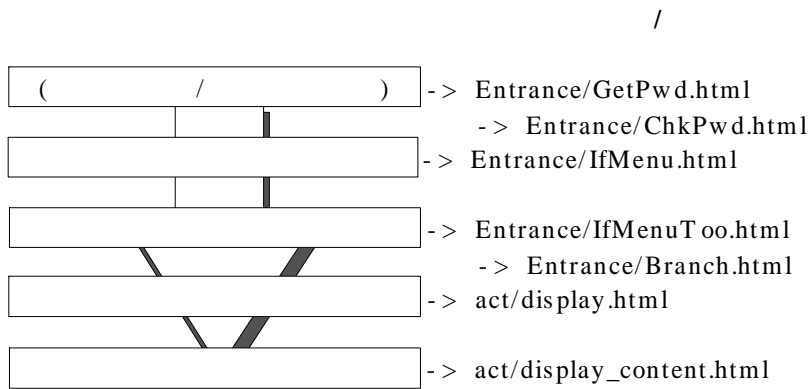 /
( / ) -> Entrance/GetPwd.html
-> Entrance/ChkPwd.html
-> Entrance/IfMenu.html
-> Entrance/IfMenuToo.html
-> Entrance/Branch.html
-> act/display.html
-> act/display_content.html